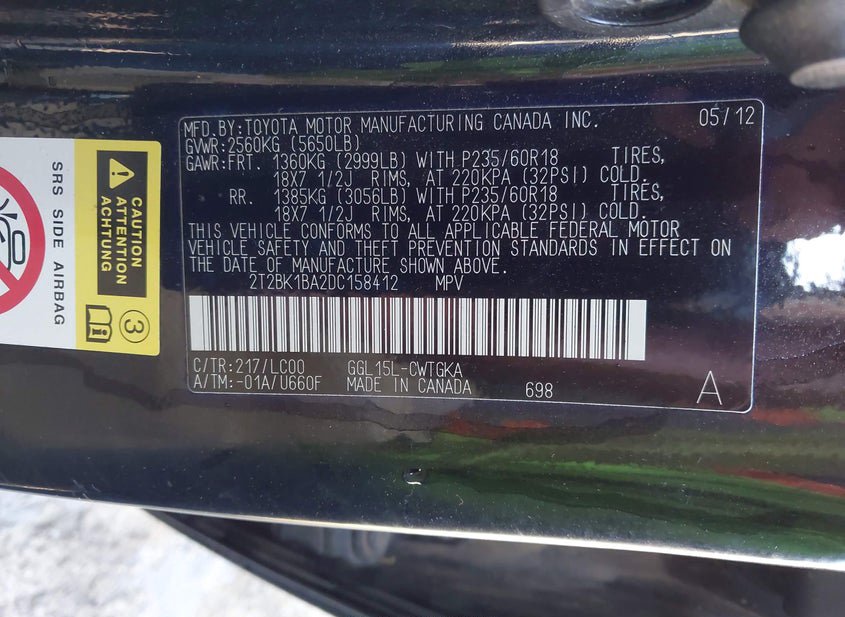 MFD.BY:TOYOTA MOTOR MANUFACTURING CANADA INC. 05/12
GVWR:2560KG (5650LB)
GAWR:FRT. 1360KG (2999LB) WITH P235/60R18 TIRES,
18X7 1/2J RIMS, AT 220KPA (32PSI) COLD.
RR. 1385KG (3056LB) WITH P235/60R18 TIRES,
18X7 1/2J RIMS, AT 220KPA (32PSI) COLD.
THIS VEHICLE CONFORMS TO ALL APPLICABLE FEDERAL MOTOR
VEHICLE SAFETY AND THEFT PREVENTION STANDARDS IN EFFECT ON
THE DATE OF MANUFACTURE SHOWN ABOVE.
2T2BK1BA2DC158412 MPV
C/TR:217/LC00 GGL15L-CWTGKA
A/TM:-01A/U660F MADE IN CANADA 698 A
CAUTION
ATTENTION
ACHTUNG
3
SRS SIDE AIRBAG